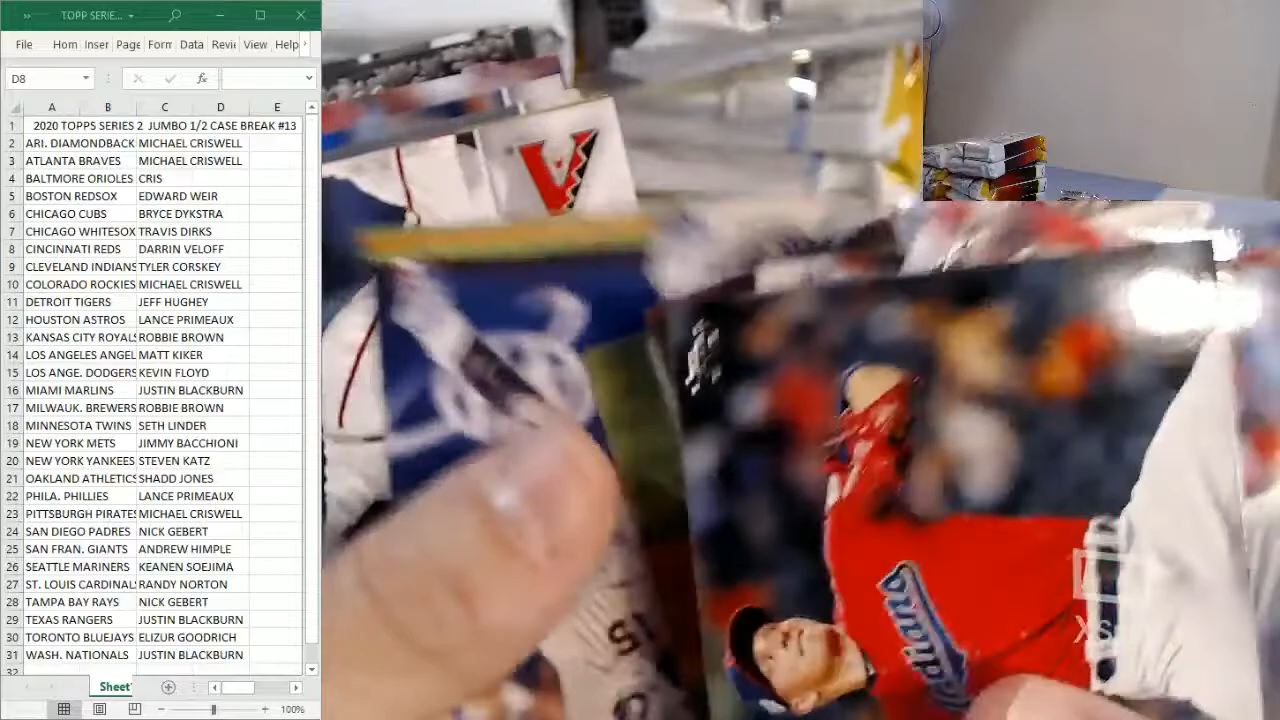 TOPP SERIE...
File Hom Inser Page Form Data Revie View Help
D8
fx
A B C D E
1 2020 TOPPS SERIES 2 JUMBO 1/2 CASE BREAK #13
2 ARI. DIAMONDBACK MICHAEL CRISWELL
3 ATLANTA BRAVES MICHAEL CRISWELL
4 BALTIMORE ORIOLES CRIS
5 BOSTON REDSOX EDWARD WEIR
6 CHICAGO CUBS BRYCE DYKSTRA
7 CHICAGO WHITESOX TRAVIS DIRKS
8 CINCINNATI REDS DARRIN VELOFF
9 CLEVELAND INDIANS TYLER CORSKEY
10 COLORADO ROCKIES MICHAEL CRISWELL
11 DETROIT TIGERS JEFF HUGHEY
12 HOUSTON ASTROS LANCE PRIMEAUX
13 KANSAS CITY ROYALS ROBBIE BROWN
14 LOS ANGELES ANGEL MATT KIKER
15 LOS ANGE. DODGERS KEVIN FLOYD
16 MIAMI MARLINS JUSTIN BLACKBURN
17 MILWAUK. BREWERS ROBBIE BROWN
18 MINNESOTA TWINS SETH LINDER
19 NEW YORK METS JIMMY BACCHIONI
20 NEW YORK YANKEES STEVEN KATZ
21 OAKLAND ATHLETICS SHADD JONES
22 PHILA. PHILLIES LANCE PRIMEAUX
23 PITTSBURGH PIRATES MICHAEL CRISWELL
24 SAN DIEGO PADRES NICK GEBERT
25 SAN FRAN. GIANTS ANDREW HIMPLE
26 SEATTLE MARINERS KEANEN SOEJIMA
27 ST. LOUIS CARDINALS RANDY NORTON
28 TAMPA BAY RAYS NICK GEBERT
29 TEXAS RANGERS JUSTIN BLACKBURN
30 TORONTO BLUEJAYS ELIZUR GOODRICH
31 WASH. NATIONALS JUSTIN BLACKBURN
32
Sheet
100%